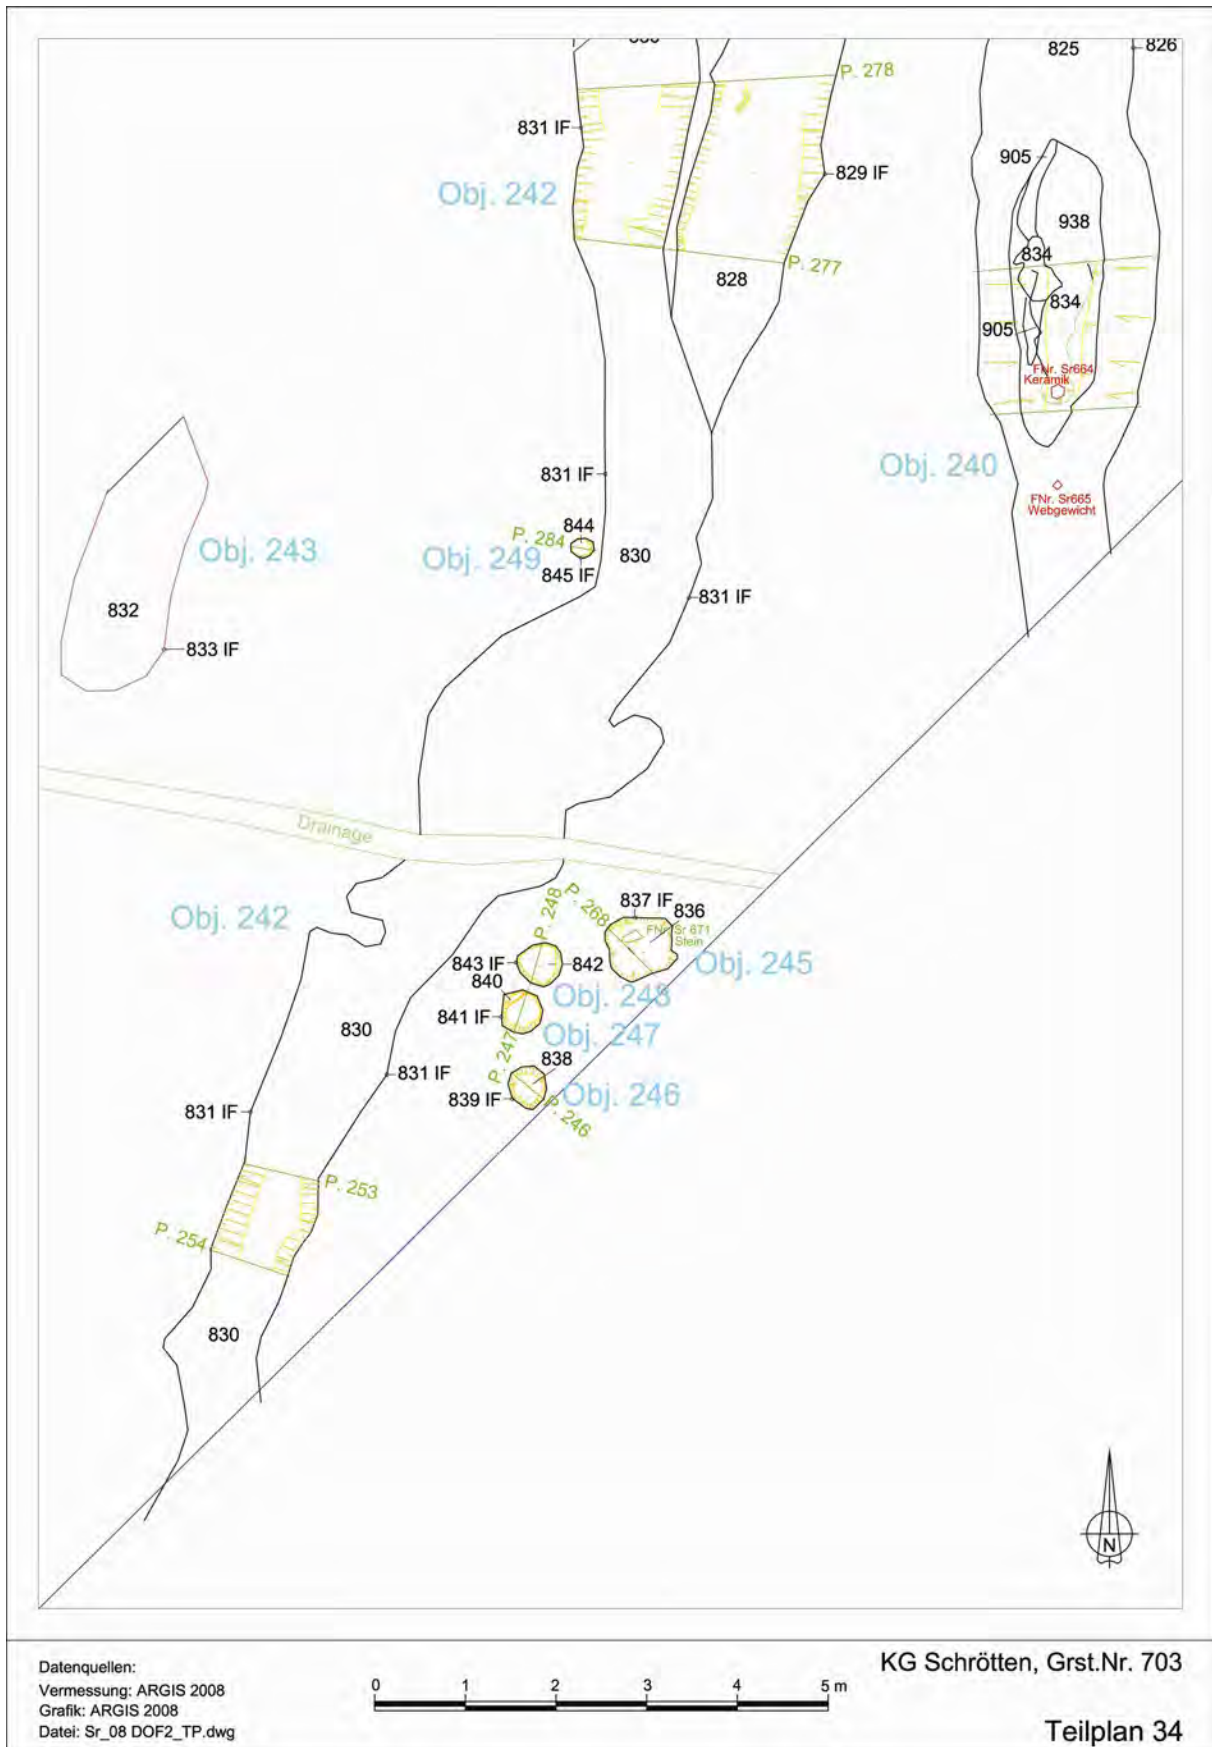 825
826
P. 278
831 IF
905
829 IF
Obj. 242
938
834
P. 277
828
834
905
FNr. Sr664
Keramik
Obj. 240
831 IF
FNr. Sr665
Webgewicht
844
P. 284
Obj. 243
Obj. 249
830
845 IF
831 IF
832
833 IF
Drainage
P. 248
P. 268
837 IF
836
Obj. 242
FNr. Sr 671
Stein
843 IF
842
Obj. 245
840
Obj. 248
841 IF
830
Obj. 247
P. 247
838
831 IF
839 IF
Obj. 246
831 IF
P. 246
P. 253
P. 254
830
N
Datenquellen:
Vermessung: ARGIS 2008
Grafik: ARGIS 2008
Datei: Sr_08 DOF2_TP.dwg
0 1 2 3 4 5 m
KG Schrötten, Grst.Nr. 703
Teilplan 34